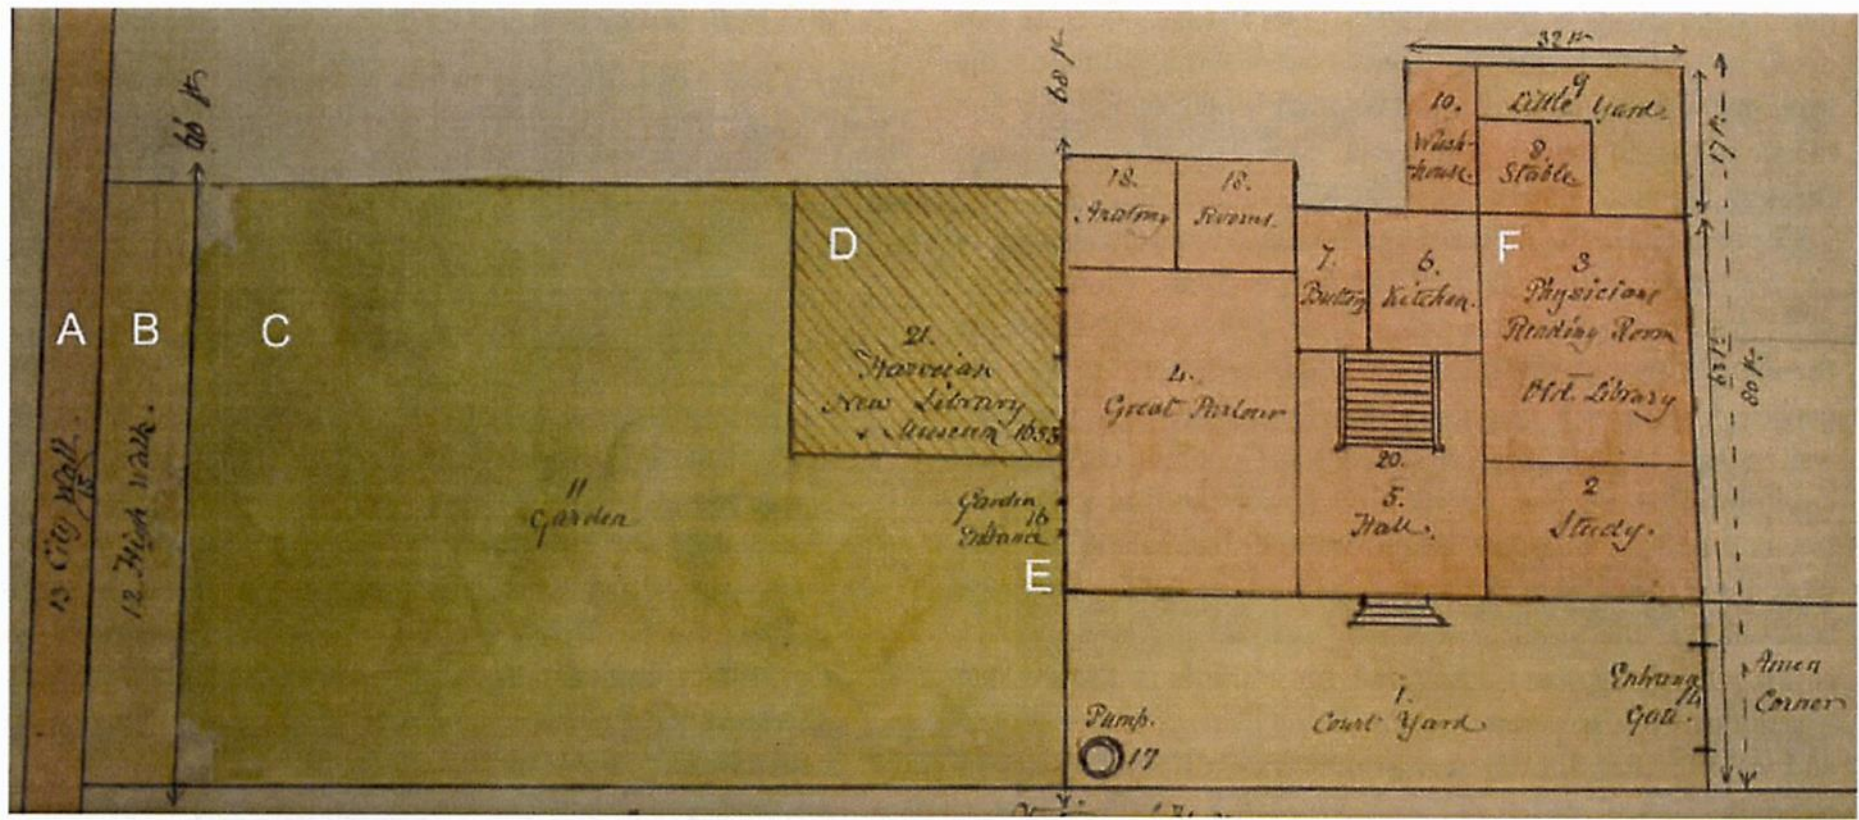 A
B
C
D
E
F
13 City Wall.
15
12 High Walk.
66 ft
11
Garden
21.
Harveian
New Library
+ Museum 1653
Garden
16
Entrance
68 ft
18.
Anatomy
18.
Rooms.
4.
Great Parlour
7.
Buttery
6.
Kitchen.
20.
5.
Hall.
32 ft
10.
Wash-
house.
9
Little Yard.
8
Stable
3
Physicians
Reading Room
Old. Library
2
Study.
17 ft
80 ft
1.
Court Yard
Pump.
17
Entrance
14
Gate.
Amen
Corner